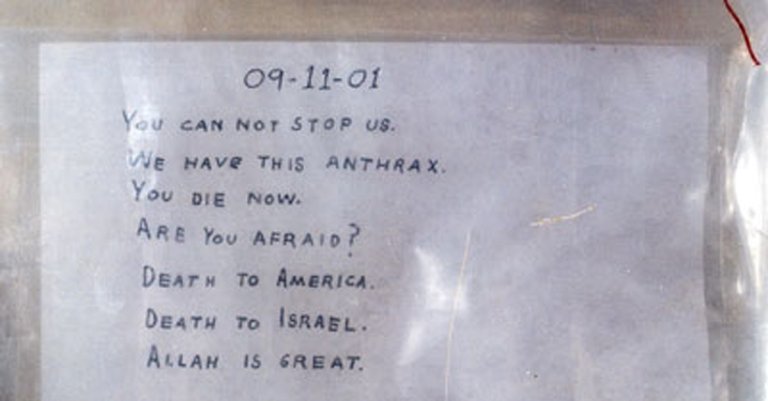 09-11-01
YOU CAN NOT STOP US.
WE HAVE THIS ANTHRAX.
YOU DIE NOW.
ARE YOU AFRAID?
DEATH TO AMERICA.
DEATH TO ISRAEL.
ALLAH IS GREAT.